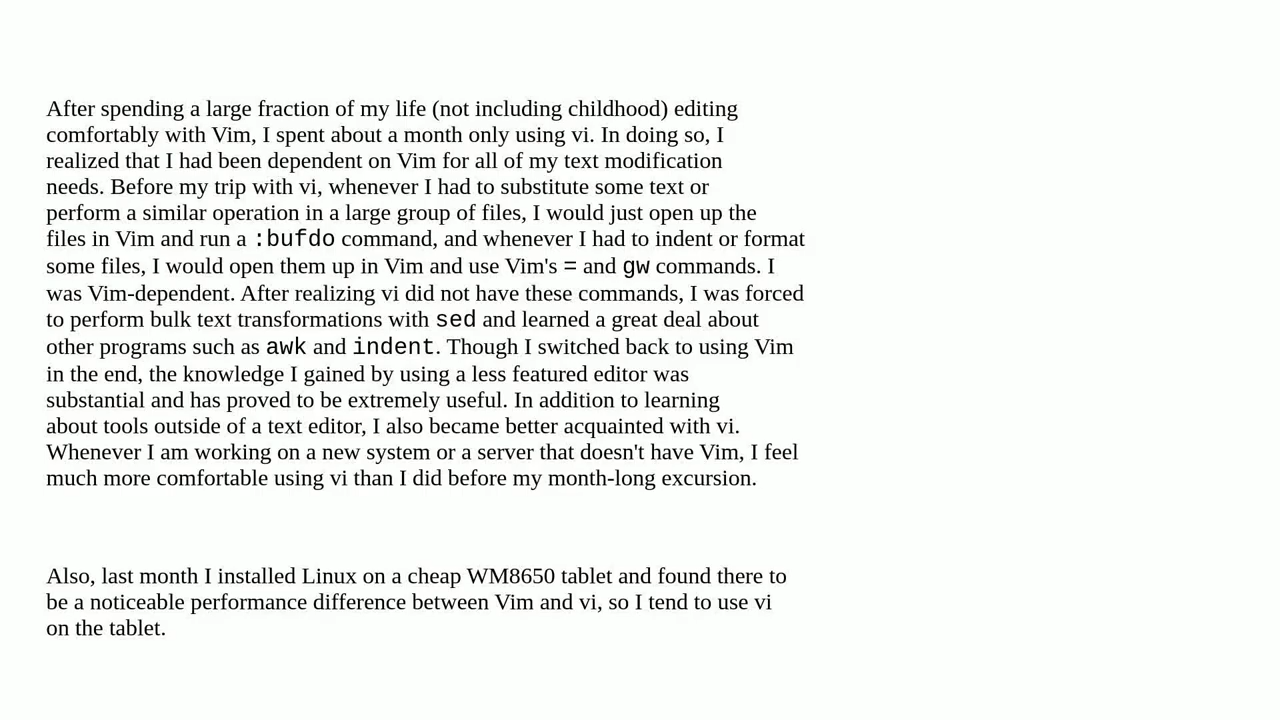 After spending a large fraction of my life (not including childhood) editing
comfortably with Vim, I spent about a month only using vi. In doing so, I
realized that I had been dependent on Vim for all of my text modification
needs. Before my trip with vi, whenever I had to substitute some text or
perform a similar operation in a large group of files, I would just open up the
files in Vim and run a :bufdo command, and whenever I had to indent or format
some files, I would open them up in Vim and use Vim's = and gw commands. I
was Vim-dependent. After realizing vi did not have these commands, I was forced
to perform bulk text transformations with sed and learned a great deal about
other programs such as awk and indent. Though I switched back to using Vim
in the end, the knowledge I gained by using a less featured editor was
substantial and has proved to be extremely useful. In addition to learning
about tools outside of a text editor, I also became better acquainted with vi.
Whenever I am working on a new system or a server that doesn't have Vim, I feel
much more comfortable using vi than I did before my month-long excursion.
Also, last month I installed Linux on a cheap WM8650 tablet and found there to
be a noticeable performance difference between Vim and vi, so I tend to use vi
on the tablet.